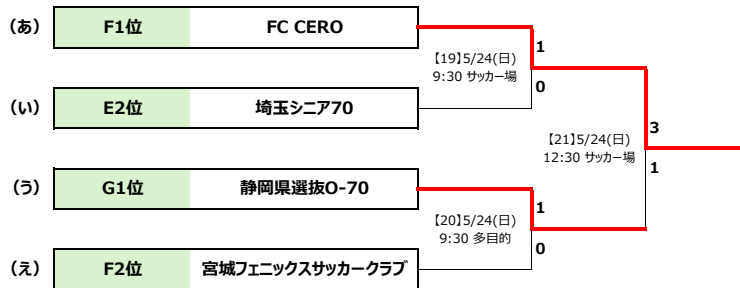 (あ) F1位 FC CERO
【19】5/24(日)
9:30 サッカー場
1
0
(い) E2位 埼玉シニア70
【21】5/24(日)
12:30 サッカー場
3
1
(う) G1位 静岡県選抜O-70
【20】5/24(日)
9:30 多目的
1
0
(え) F2位 宮城フェニックスサッカークラブ